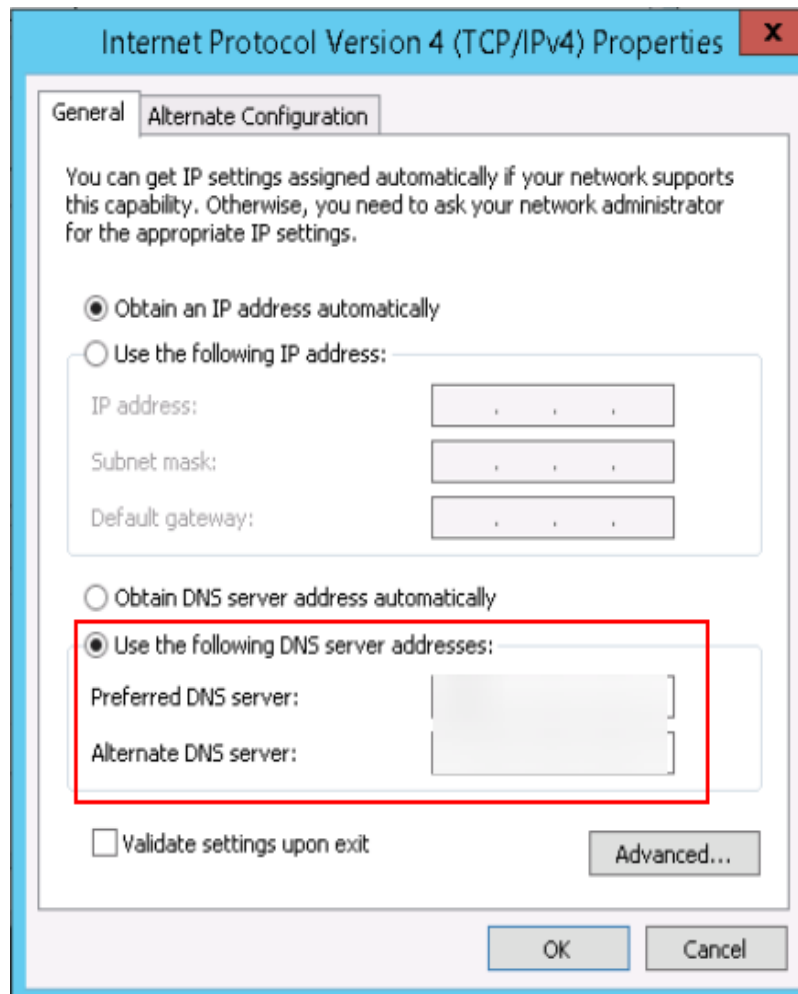 Internet Protocol Version 4 (TCP/IPv4) Properties
x
General
Alternate Configuration
You can get IP settings assigned automatically if your network supports
this capability. Otherwise, you need to ask your network administrator
for the appropriate IP settings.
Obtain an IP address automatically
Use the following IP address:
IP address:
Subnet mask:
Default gateway:
Obtain DNS server address automatically
Use the following DNS server addresses:
Preferred DNS server:
Alternate DNS server:
Validate settings upon exit
Advanced...
OK
Cancel